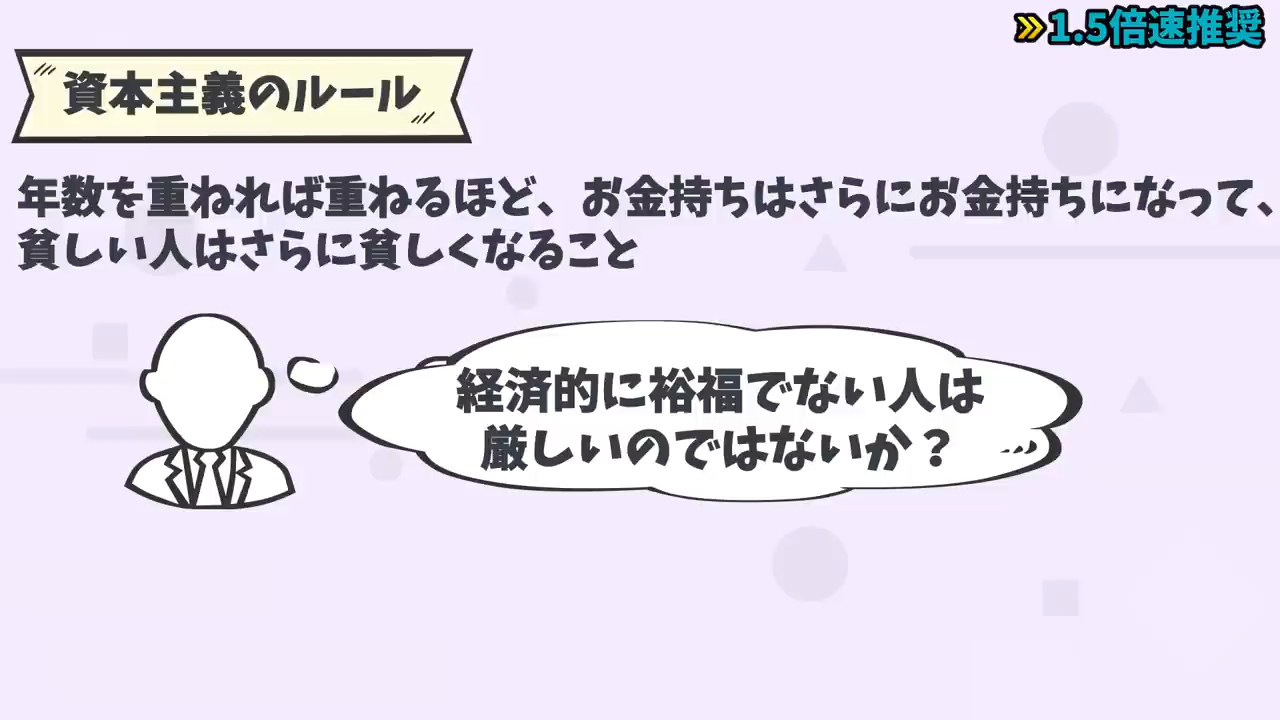 1.5倍速推奨
資本主義のルール
年数を重ねれば重ねるほど、お金持ちはさらにお金持ちになって、
貧しい人はさらに貧しくなること
経済的に裕福でない人は
厳しいのではないか？